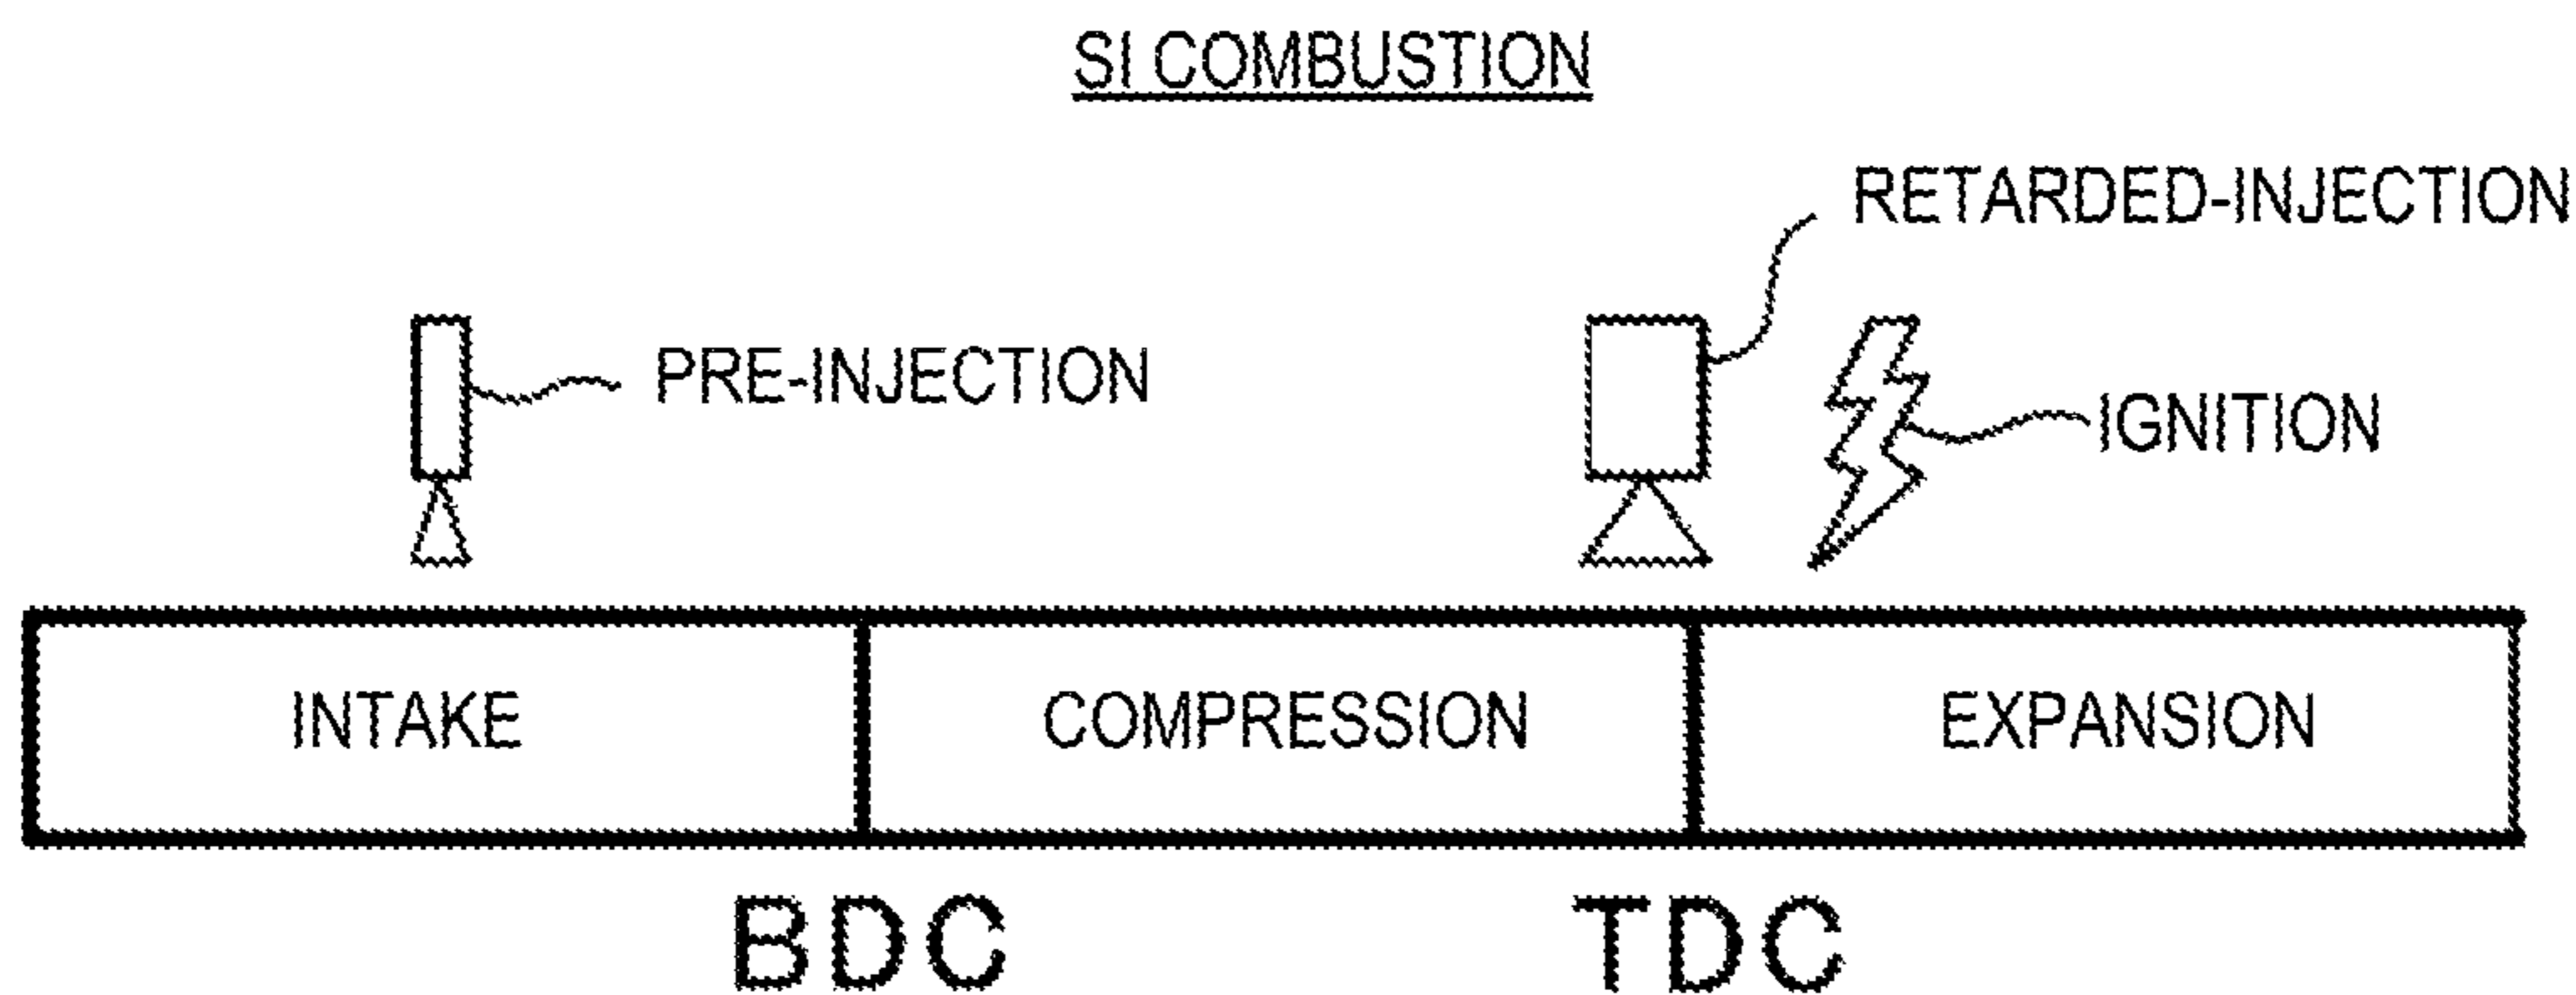 SI COMBUSTION
RETARDED-INJECTION
PRE-INJECTION
IGNITION
INTAKE
COMPRESSION
EXPANSION
BDC
TDC